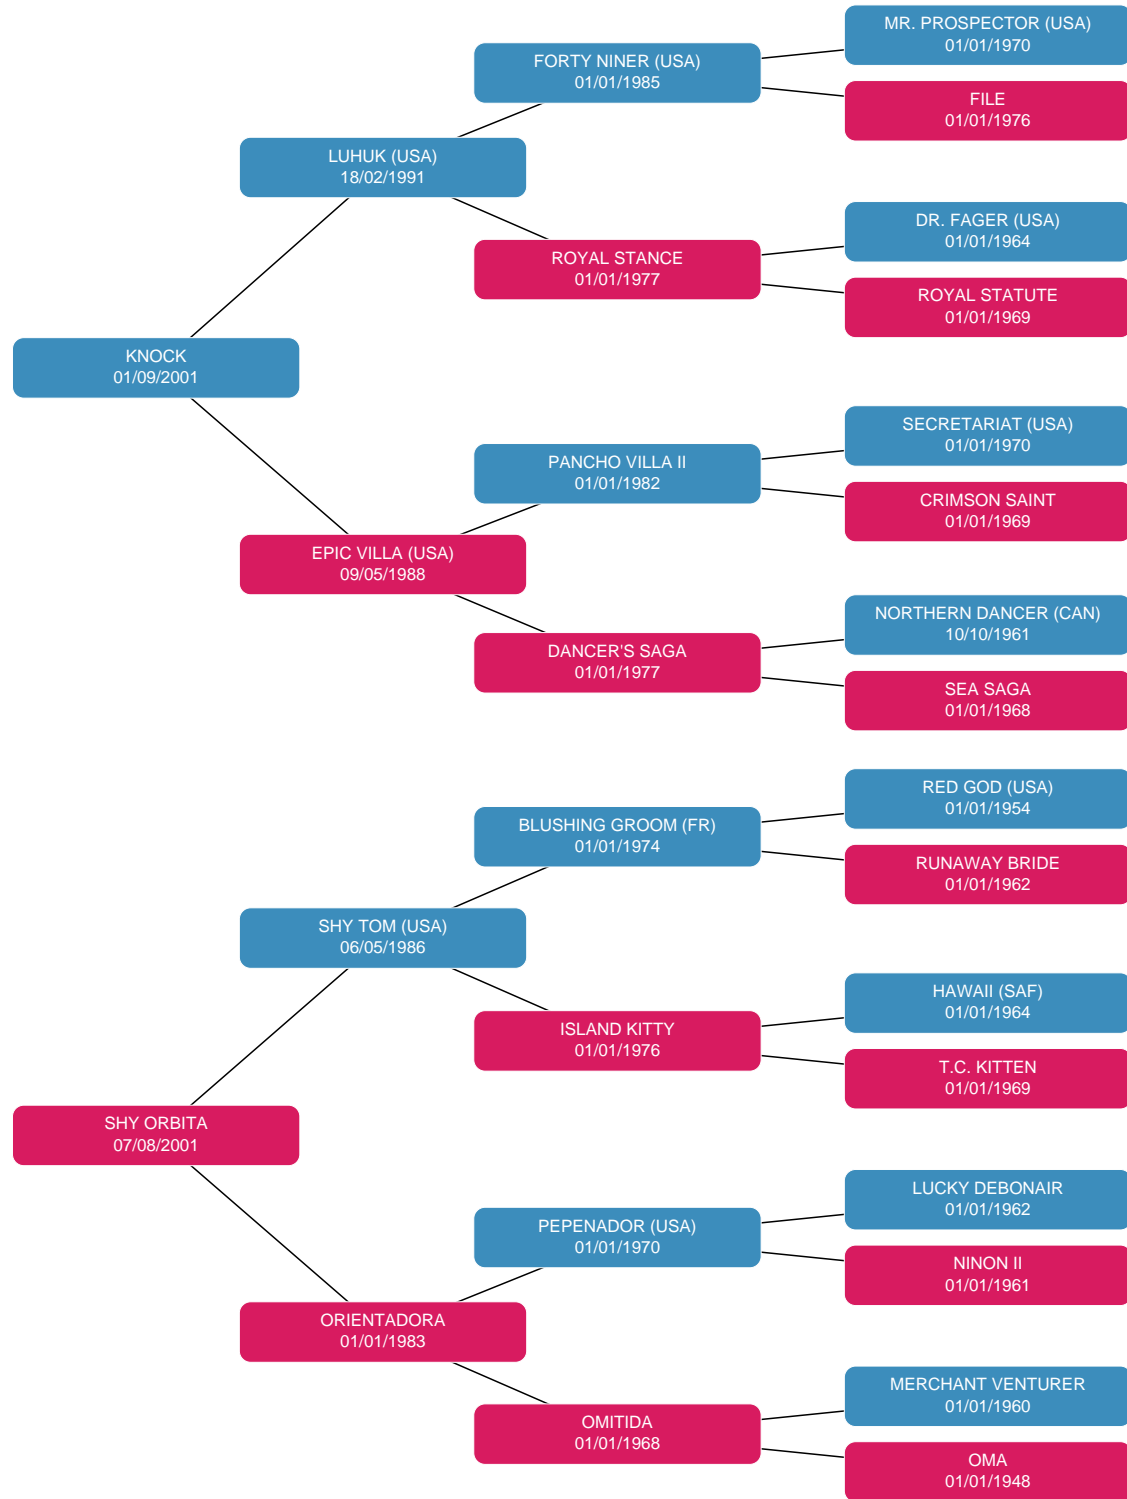 MR. PROSPECTOR (USA)
01/01/1970
FORTY NINER (USA)
01/01/1985
FILE
01/01/1976
LUHUK (USA)
18/02/1991
DR. FAGER (USA)
01/01/1964
ROYAL STANCE
01/01/1977
ROYAL STATUTE
01/01/1969
KNOCK
01/09/2001
SECRETARIAT (USA)
01/01/1970
PANCHO VILLA II
01/01/1982
CRIMSON SAINT
01/01/1969
EPIC VILLA (USA)
09/05/1988
NORTHERN DANCER (CAN)
10/10/1961
DANCER'S SAGA
01/01/1977
SEA SAGA
01/01/1968
RED GOD (USA)
01/01/1954
BLUSHING GROOM (FR)
01/01/1974
RUNAWAY BRIDE
01/01/1962
SHY TOM (USA)
06/05/1986
HAWAII (SAF)
01/01/1964
ISLAND KITTY
01/01/1976
T.C. KITTEN
01/01/1969
SHY ORBITA
07/08/2001
LUCKY DEBONAIR
01/01/1962
PEPENADOR (USA)
01/01/1970
NINON II
01/01/1961
ORIENTADORA
01/01/1983
MERCHANT VENTURER
01/01/1960
OMITIDA
01/01/1968
OMA
01/01/1948